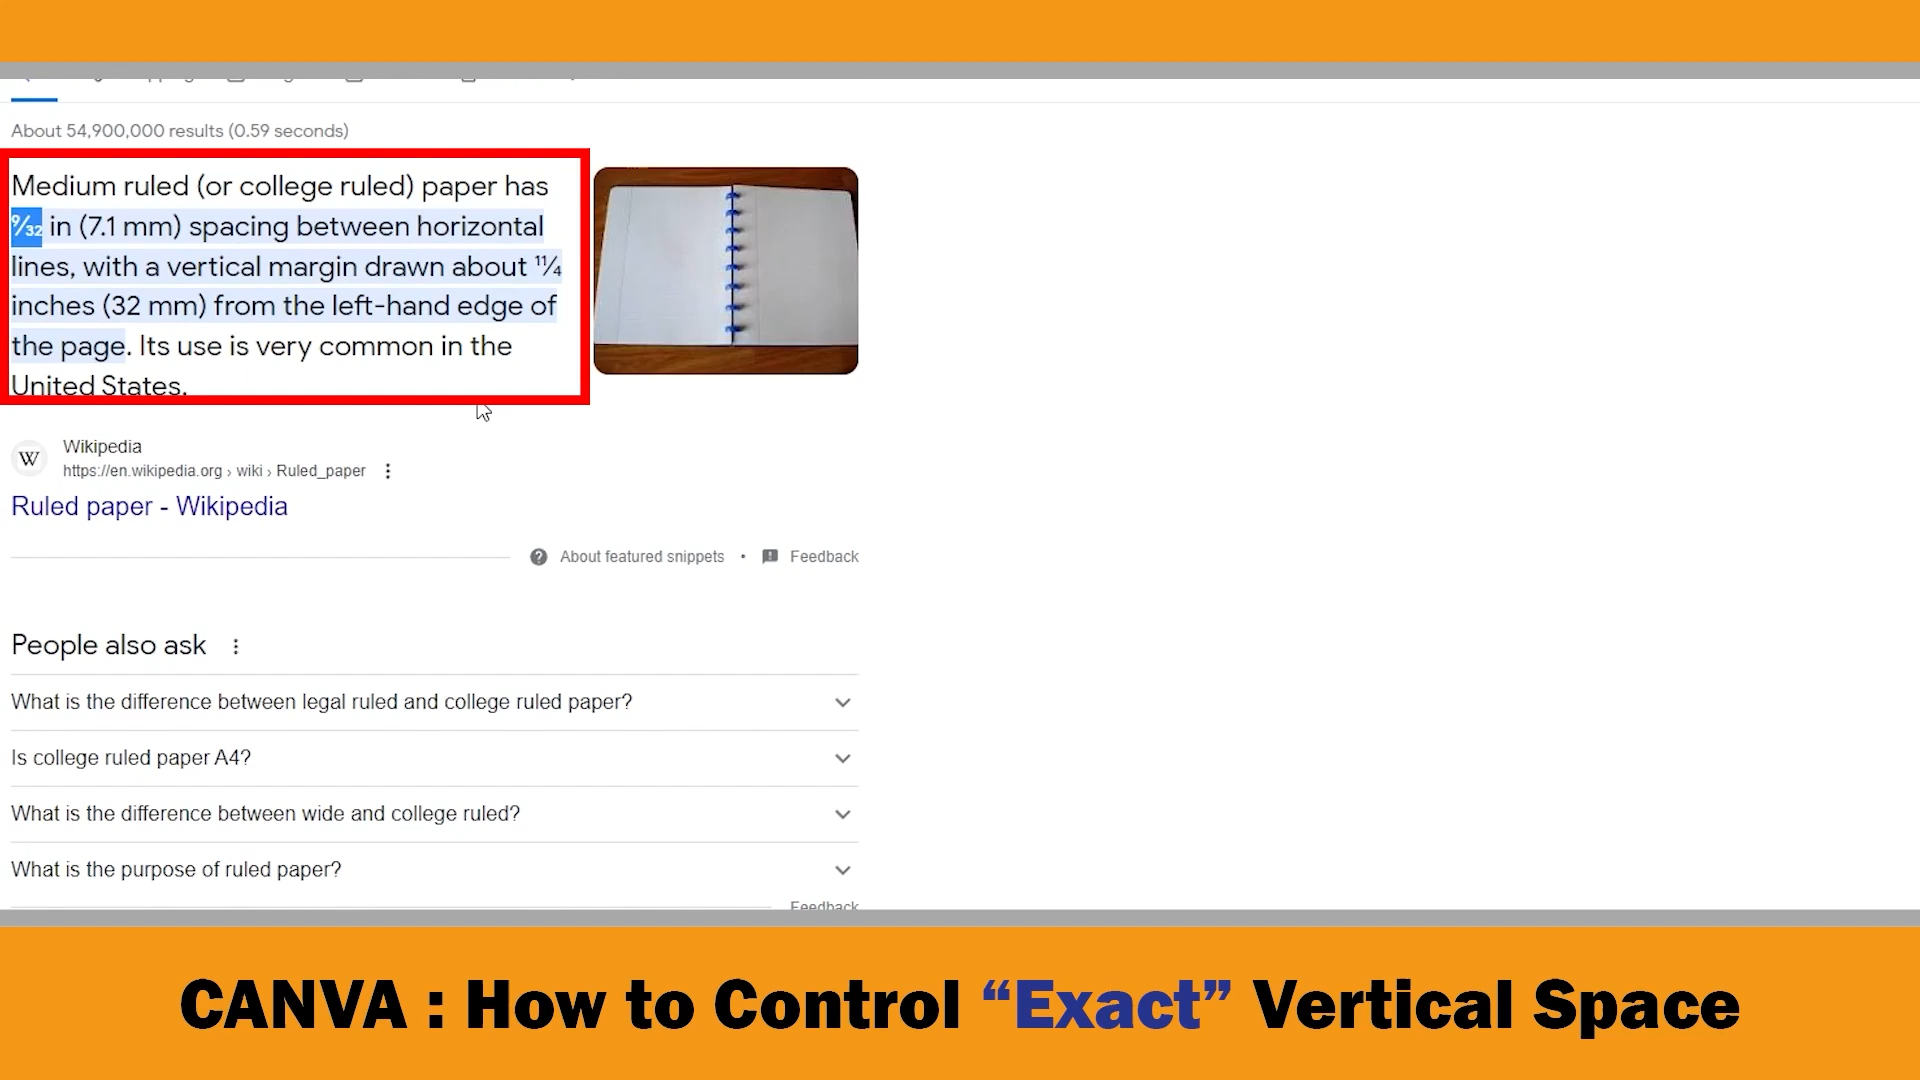 About 54,900,000 results (0.59 seconds)
Medium ruled (or college ruled) paper has
9⁄32 in (7.1 mm) spacing between horizontal
lines, with a vertical margin drawn about 11⁄4
inches (32 mm) from the left-hand edge of
the page. Its use is very common in the
United States.
W
Wikipedia
https://en.wikipedia.org › wiki › Ruled_paper
Ruled paper - Wikipedia
About featured snippets • Feedback
People also ask
What is the difference between legal ruled and college ruled paper?
Is college ruled paper A4?
What is the difference between wide and college ruled?
What is the purpose of ruled paper?
Feedback
CANVA : How to Control “Exact” Vertical Space